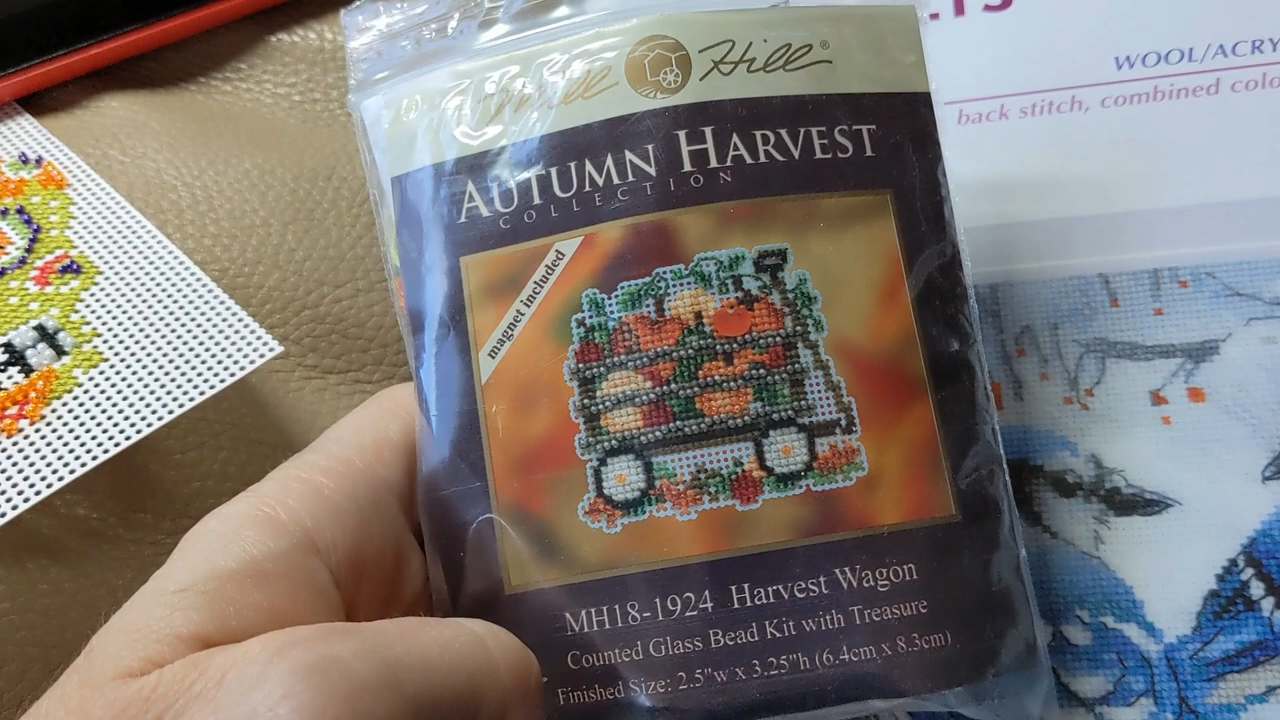 Mill Hill®
AUTUMN HARVEST
COLLECTION
magnet included
MH18-1924 Harvest Wagon
Counted Glass Bead Kit with Treasure
Finished Size: 2.5"w x 3.25"h (6.4cm x 8.3cm)
WOOL/ACRY
back stitch, combined colo